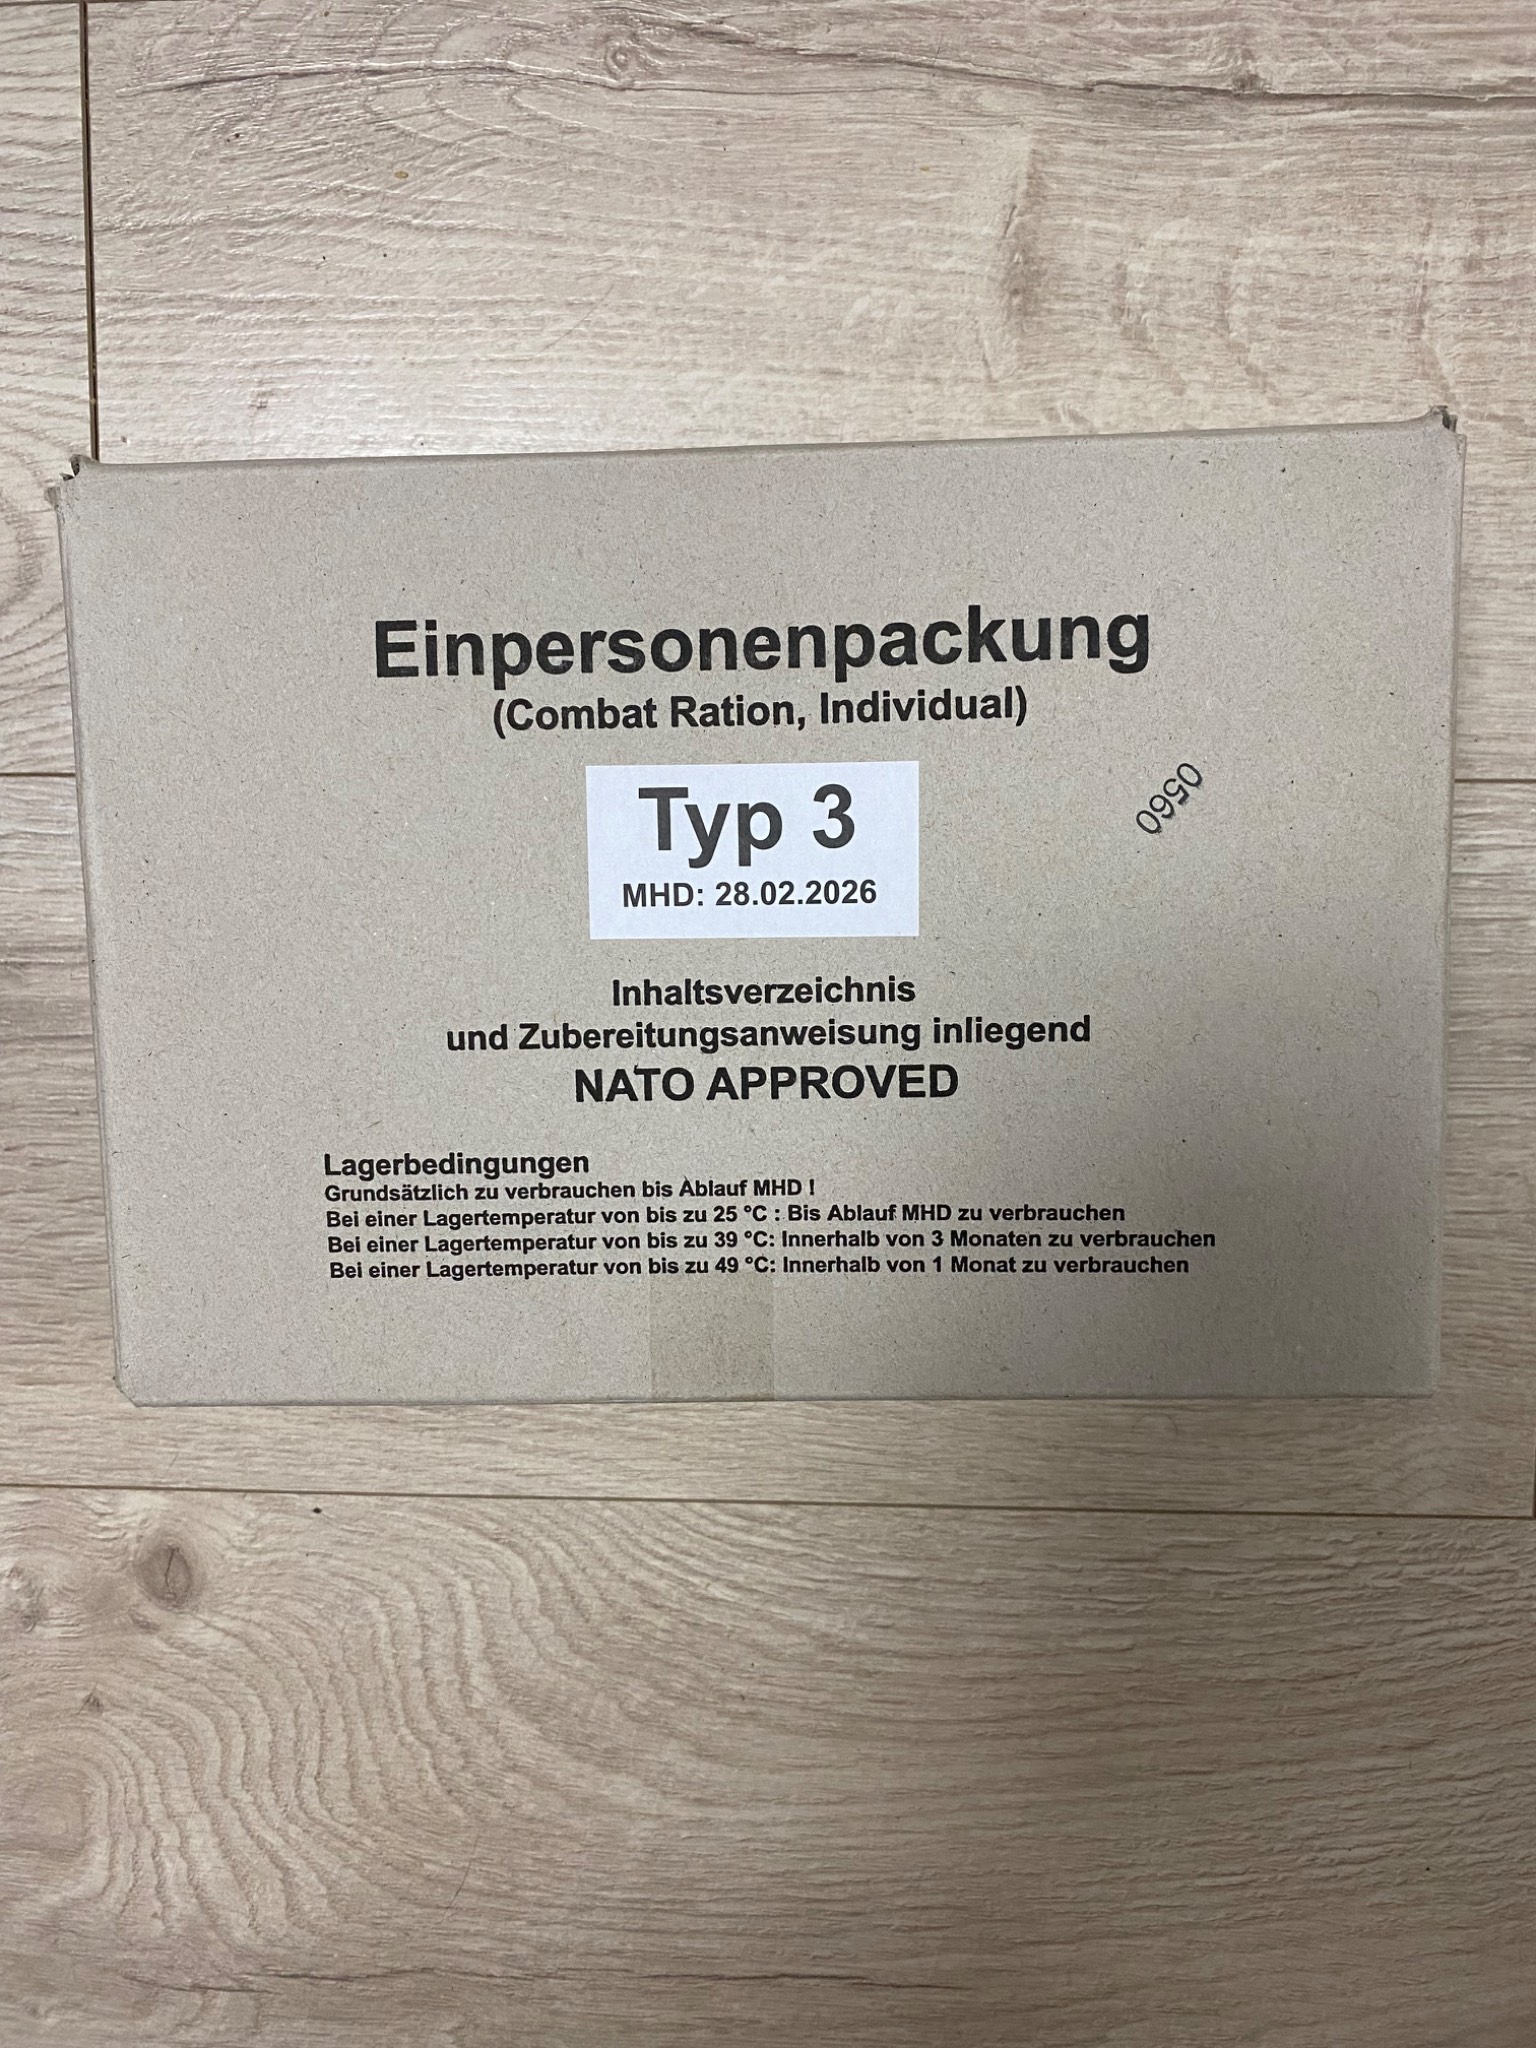 Einpersonenpackung
(Combat Ration, Individual)
Typ 3
MHD: 28.02.2026
0560
Inhaltsverzeichnis
und Zubereitungsanweisung inliegend
NATO APPROVED
Lagerbedingungen
Grundsätzlich zu verbrauchen bis Ablauf MHD !
Bei einer Lagertemperatur von bis zu 25 °C : Bis Ablauf MHD zu verbrauchen
Bei einer Lagertemperatur von bis zu 39 °C: Innerhalb von 3 Monaten zu verbrauchen
Bei einer Lagertemperatur von bis zu 49 °C: Innerhalb von 1 Monat zu verbrauchen